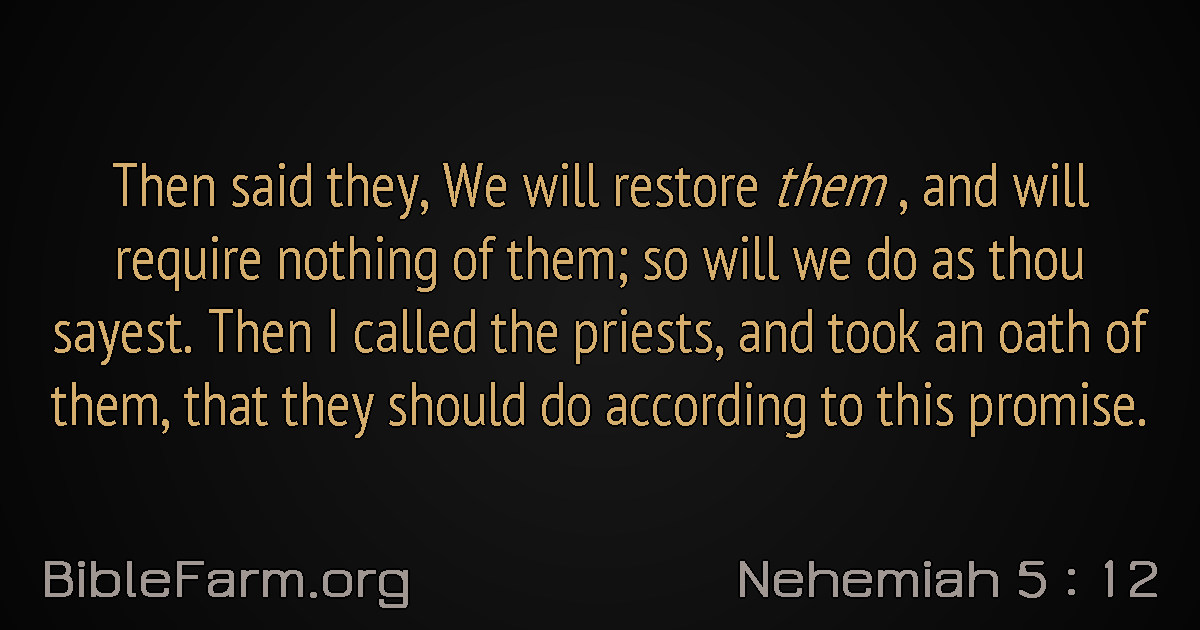 Then said they, We will restore them , and will
require nothing of them; so will we do as thou
sayest. Then I called the priests, and took an oath of
them, that they should do according to this promise.
BibleFarm.org
Nehemiah 5 : 12